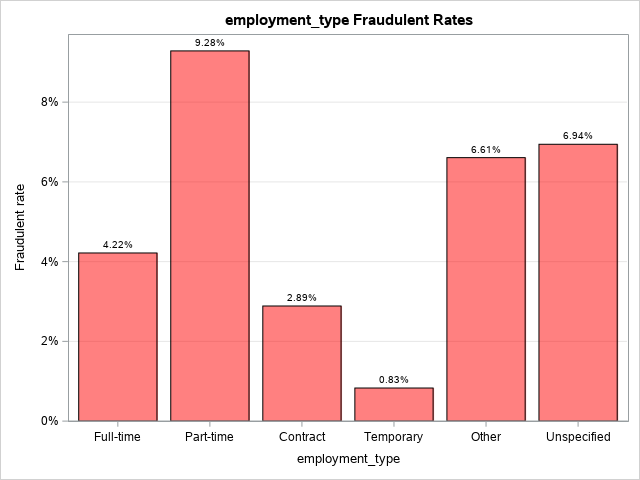 employment_type Fraudulent Rates
9.28%
8%
6.94%
6.61%
6%
Fraudulent rate
4.22%
4%
2.89%
2%
0.83%
0%
Full-time Part-time Contract Temporary Other Unspecified
employment_type